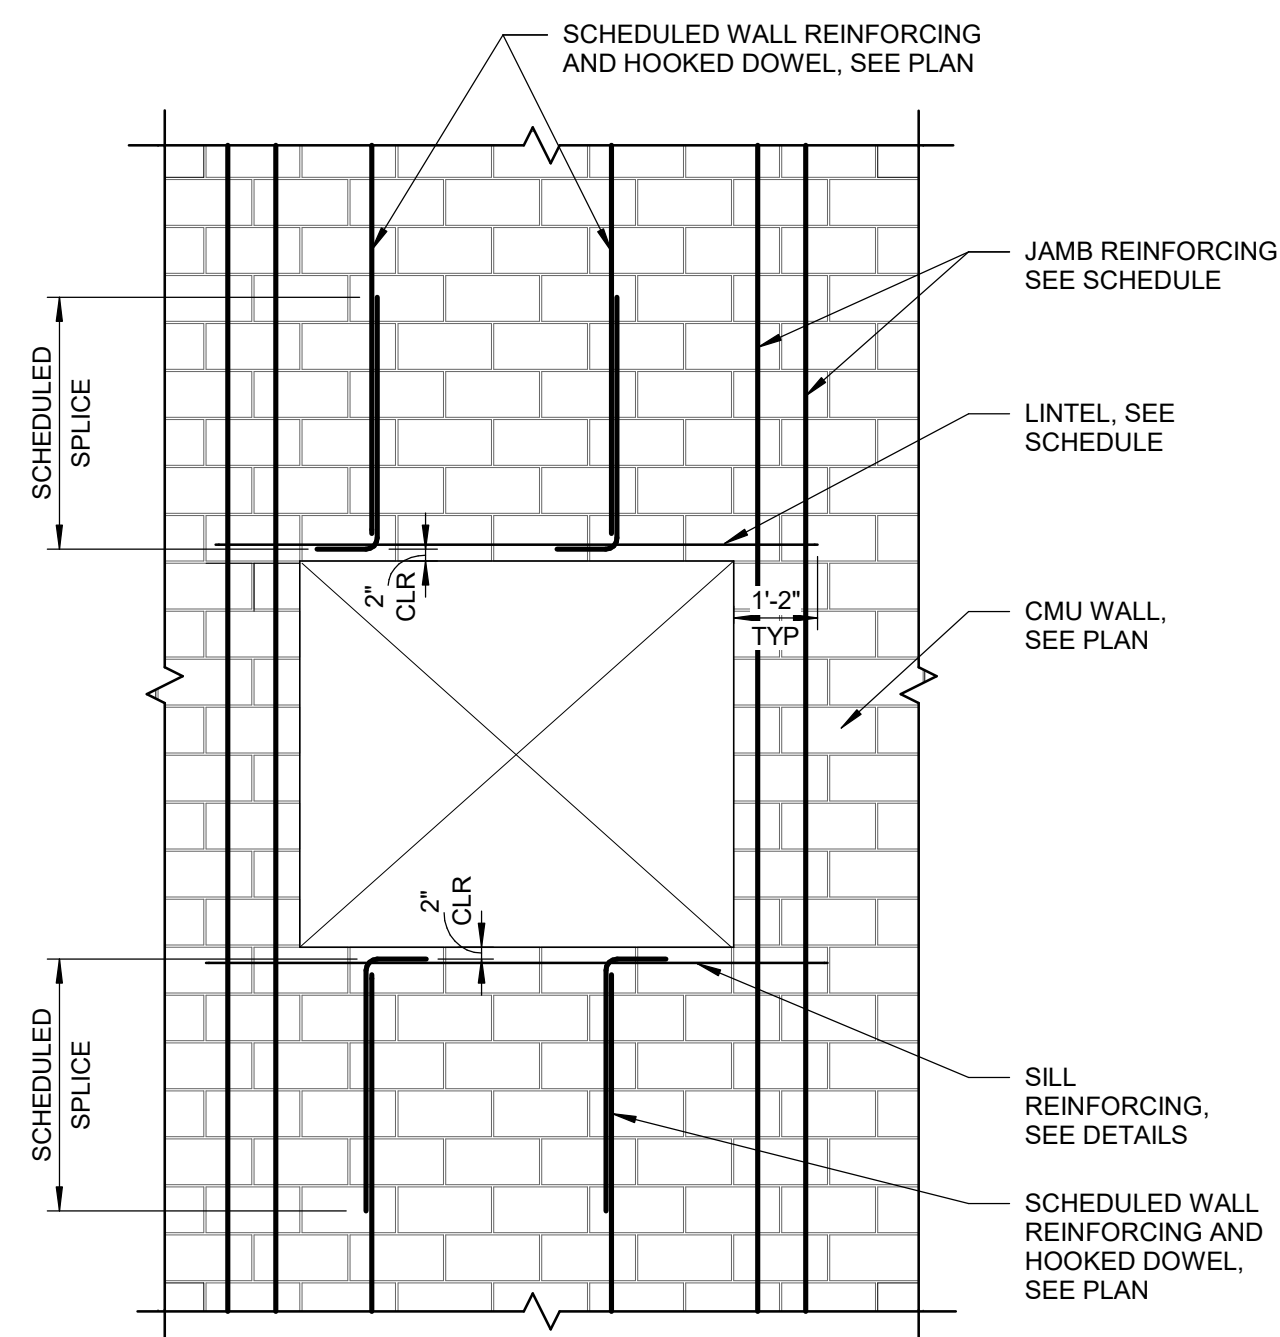 SCHEDULED WALL REINFORCING
AND HOOKED DOWEL, SEE PLAN
JAMB REINFORCING
SEE SCHEDULE
SCHEDULED
SPLICE
LINTEL, SEE
SCHEDULE
2"
CLR
1'-2"
TYP
CMU WALL,
SEE PLAN
2"
CLR
SCHEDULED
SPLICE
SILL
REINFORCING,
SEE DETAILS
SCHEDULED WALL
REINFORCING AND
HOOKED DOWEL,
SEE PLAN